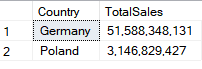 Country TotalSales
1 Germany 51,588,348,131
2 Poland 3,146,829,427